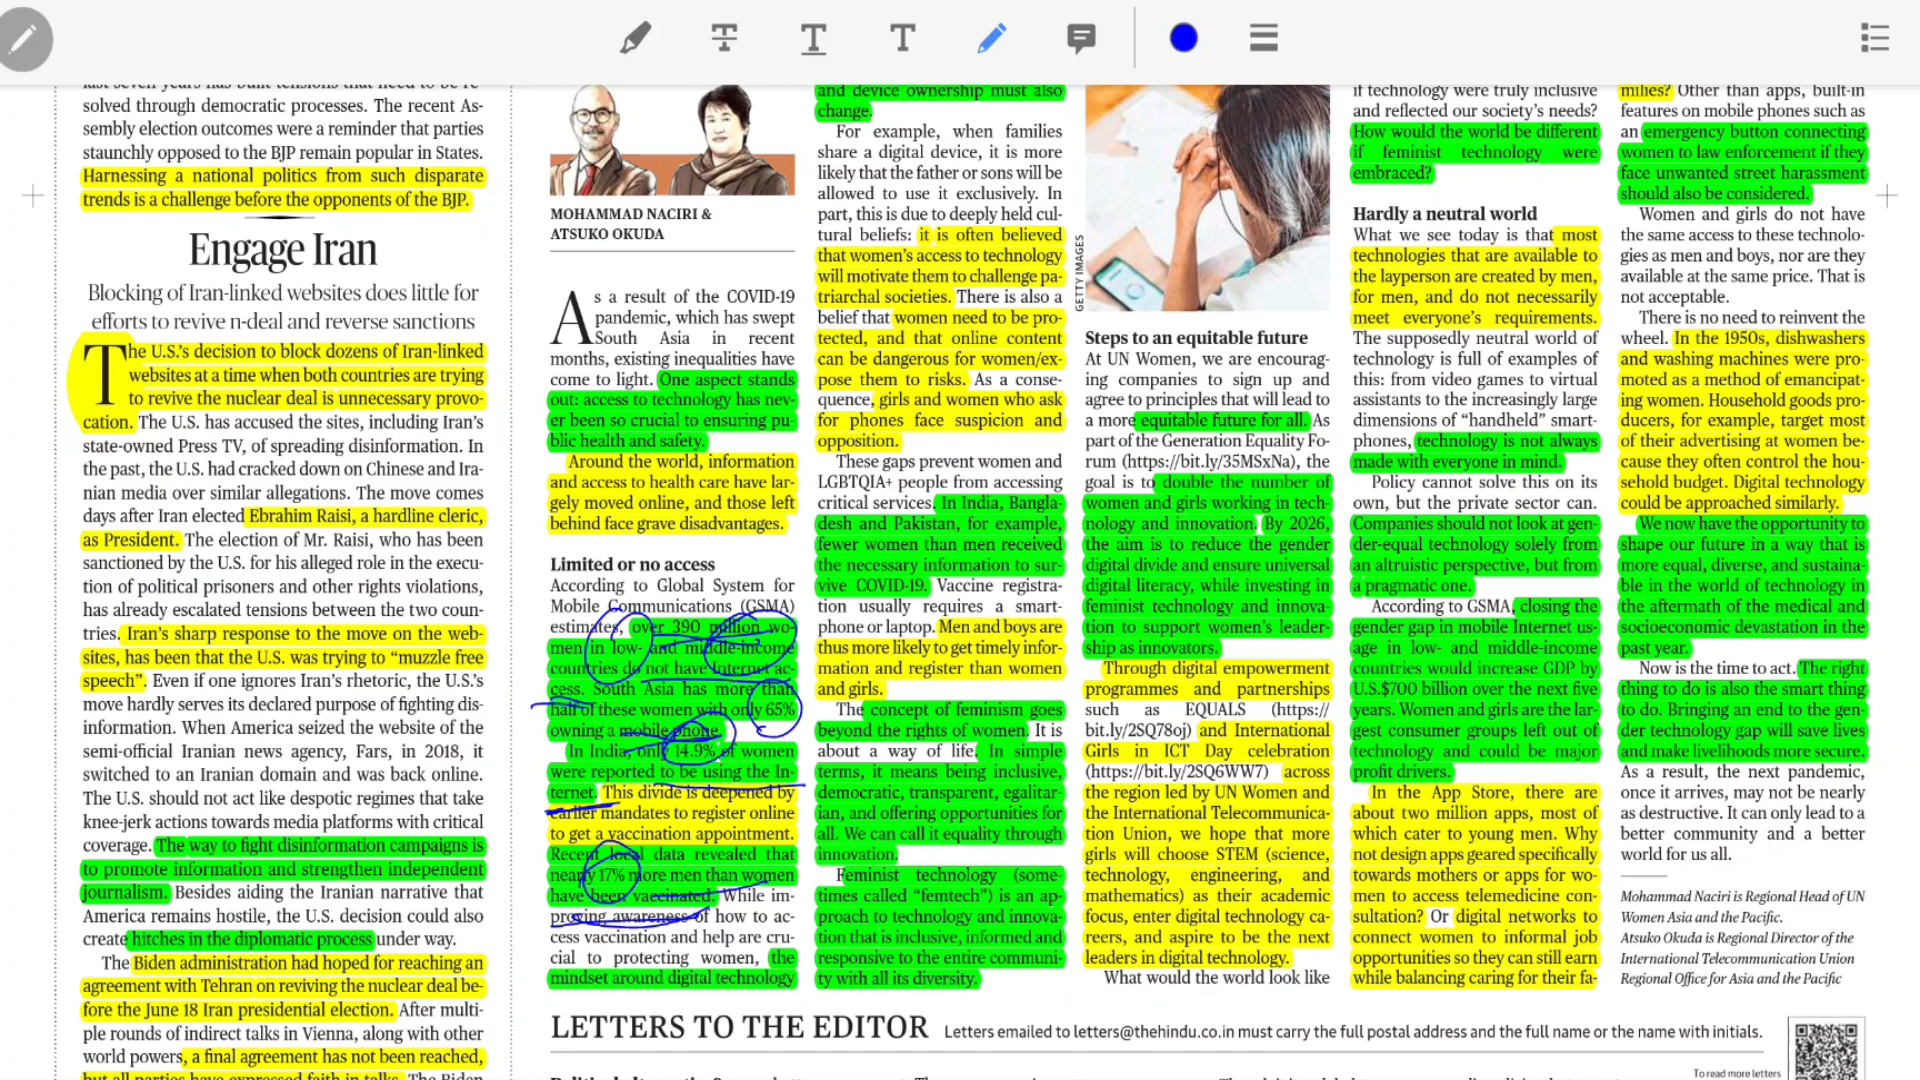 last seven years has built tensions that need to be re-
solved through democratic processes. The recent As-
sembly election outcomes were a reminder that parties
staunchly opposed to the BJP remain popular in States.
Harnessing a national politics from such disparate
trends is a challenge before the opponents of the BJP.
Engage Iran
Blocking of Iran-linked websites does little for
efforts to revive n-deal and reverse sanctions
The U.S.'s decision to block dozens of Iran-linked
websites at a time when both countries are trying
to revive the nuclear deal is unnecessary provo-
cation. The U.S. has accused the sites, including Iran's
state-owned Press TV, of spreading disinformation. In
the past, the U.S. had cracked down on Chinese and Ira-
nian media over similar allegations. The move comes
days after Iran elected Ebrahim Raisi, a hardline cleric,
as President. The election of Mr. Raisi, who has been
sanctioned by the U.S. for his alleged role in the execu-
tion of political prisoners and other rights violations,
has already escalated tensions between the two coun-
tries. Iran's sharp response to the move on the web-
sites, has been that the U.S. was trying to “muzzle free
speech”. Even if one ignores Iran's rhetoric, the U.S.'s
move hardly serves its declared purpose of fighting dis-
information. When America seized the website of the
semi-official Iranian news agency, Fars, in 2018, it
switched to an Iranian domain and was back online.
The U.S. should not act like despotic regimes that take
knee-jerk actions towards media platforms with critical
coverage. The way to fight disinformation campaigns is
to promote information and strengthen independent
journalism. Besides aiding the Iranian narrative that
America remains hostile, the U.S. decision could also
create hitches in the diplomatic process under way.
The Biden administration had hoped for reaching an
agreement with Tehran on reviving the nuclear deal be-
fore the June 18 Iran presidential election. After multi-
ple rounds of indirect talks in Vienna, along with other
world powers, a final agreement has not been reached,
but all parties have expressed faith in talks. The Biden
MOHAMMAD NACIRI &
ATSUKO OKUDA
As a result of the COVID-19
pandemic, which has swept
South Asia in recent
months, existing inequalities have
come to light. One aspect stands
out: access to technology has nev-
er been so crucial to ensuring pu-
blic health and safety.
Around the world, information
and access to health care have lar-
gely moved online, and those left
behind face grave disadvantages.
Limited or no access
According to Global System for
Mobile Communications (GSMA)
estimates, over 390 million wo-
men in low- and middle-income
countries do not have Internet ac-
cess. South Asia has more than
half of these women with only 65%
owning a mobile phone.
In India, only 14.9% of women
were reported to be using the In-
ternet. This divide is deepened by
earlier mandates to register online
to get a vaccination appointment.
Recent local data revealed that
nearly 17% more men than women
have been vaccinated. While im-
proving awareness of how to ac-
cess vaccination and help are cru-
cial to protecting women, the
mindset around digital technology
and device ownership must also
change.
For example, when families
share a digital device, it is more
likely that the father or sons will be
allowed to use it exclusively. In
part, this is due to deeply held cul-
tural beliefs: it is often believed
that women's access to technology
will motivate them to challenge pa-
triarchal societies. There is also a
belief that women need to be pro-
tected, and that online content
can be dangerous for women/ex-
pose them to risks. As a conse-
quence, girls and women who ask
for phones face suspicion and
opposition.
These gaps prevent women and
LGBTQIA+ people from accessing
critical services. In India, Bangla-
desh and Pakistan, for example,
fewer women than men received
the necessary information to sur-
vive COVID-19. Vaccine registra-
tion usually requires a smart-
phone or laptop. Men and boys are
thus more likely to get timely infor-
mation and register than women
and girls.
The concept of feminism goes
beyond the rights of women. It is
about a way of life. In simple
terms, it means being inclusive,
democratic, transparent, egalitar-
ian, and offering opportunities for
all. We can call it equality through
innovation.
Feminist technology (some-
times called “femtech”) is an ap-
proach to technology and innova-
tion that is inclusive, informed and
responsive to the entire communi-
ty with all its diversity.
GETTY IMAGES
Steps to an equitable future
At UN Women, we are encourag-
ing companies to sign up and
agree to principles that will lead to
a more equitable future for all. As
part of the Generation Equality Fo-
rum (https://bit.ly/35MSxNa), the
goal is to double the number of
women and girls working in tech-
nology and innovation. By 2026,
the aim is to reduce the gender
digital divide and ensure universal
digital literacy, while investing in
feminist technology and innova-
tion to support women's leader-
ship as innovators.
Through digital empowerment
programmes and partnerships
such as EQUALS (https://
bit.ly/2SQ78oj) and International
Girls in ICT Day celebration
(https://bit.ly/2SQ6WW7) across
the region led by UN Women and
the International Telecommunica-
tion Union, we hope that more
girls will choose STEM (science,
technology, engineering, and
mathematics) as their academic
focus, enter digital technology ca-
reers, and aspire to be the next
leaders in digital technology.
What would the world look like
if technology were truly inclusive
and reflected our society's needs?
How would the world be different
if feminist technology were
embraced?
Hardly a neutral world
What we see today is that most
technologies that are available to
the layperson are created by men,
for men, and do not necessarily
meet everyone's requirements.
The supposedly neutral world of
technology is full of examples of
this: from video games to virtual
assistants to the increasingly large
dimensions of “handheld” smart-
phones, technology is not always
made with everyone in mind.
Policy cannot solve this on its
own, but the private sector can.
Companies should not look at gen-
der-equal technology solely from
an altruistic perspective, but from
a pragmatic one.
According to GSMA, closing the
gender gap in mobile Internet us-
age in low- and middle-income
countries would increase GDP by
U.S.$700 billion over the next five
years. Women and girls are the lar-
gest consumer groups left out of
technology and could be major
profit drivers.
In the App Store, there are
about two million apps, most of
which cater to young men. Why
not design apps geared specifically
towards mothers or apps for wo-
men to access telemedicine con-
sultation? Or digital networks to
connect women to informal job
opportunities so they can still earn
while balancing caring for their fa-
milies? Other than apps, built-in
features on mobile phones such as
an emergency button connecting
women to law enforcement if they
face unwanted street harassment
should also be considered.
Women and girls do not have
the same access to these technolo-
gies as men and boys, nor are they
available at the same price. That is
not acceptable.
There is no need to reinvent the
wheel. In the 1950s, dishwashers
and washing machines were pro-
moted as a method of emancipat-
ing women. Household goods pro-
ducers, for example, target most
of their advertising at women be-
cause they often control the hou-
sehold budget. Digital technology
could be approached similarly.
We now have the opportunity to
shape our future in a way that is
more equal, diverse, and sustaina-
ble in the world of technology in
the aftermath of the medical and
socioeconomic devastation in the
past year.
Now is the time to act. The right
thing to do is also the smart thing
to do. Bringing an end to the gen-
der technology gap will save lives
and make livelihoods more secure.
As a result, the next pandemic,
once it arrives, may not be nearly
as destructive. It can only lead to a
better community and a better
world for us all.
Mohammad Naciri is Regional Head of UN
Women Asia and the Pacific.
Atsuko Okuda is Regional Director of the
International Telecommunication Union
Regional Office for Asia and the Pacific
LETTERS TO THE EDITOR Letters emailed to letters@thehindu.co.in must carry the full postal address and the full name or the name with initials.
To read more letters